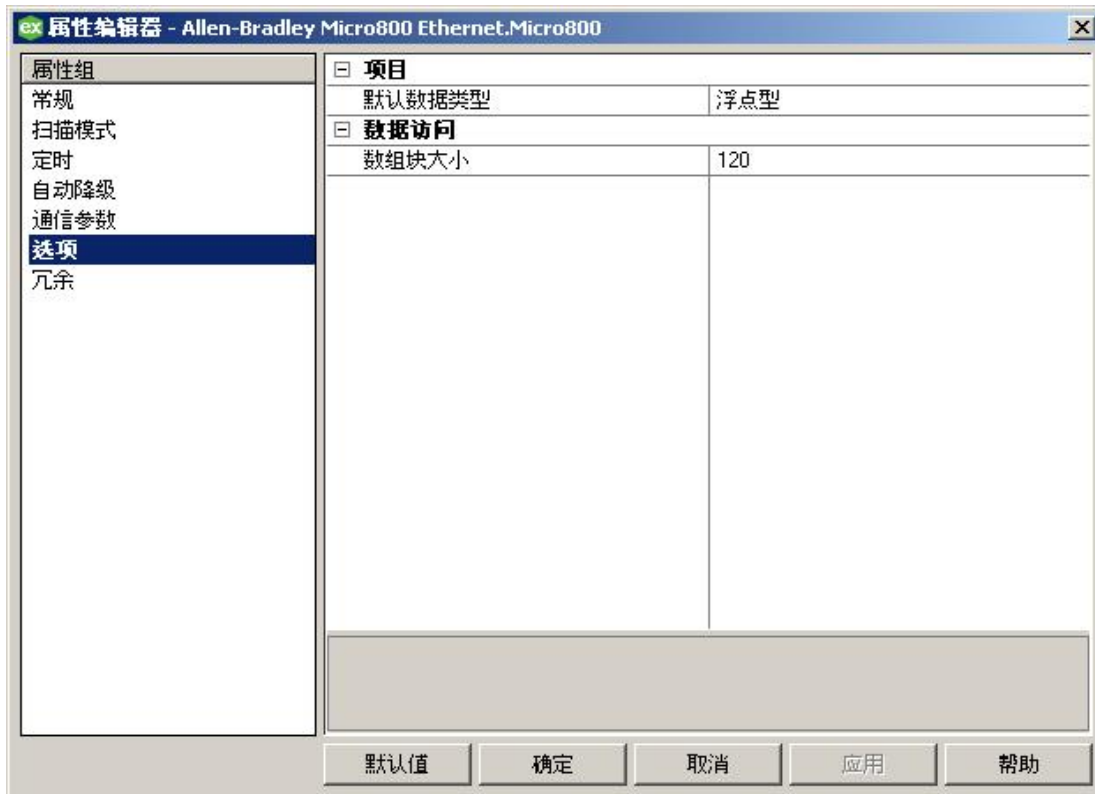 ex 属性编辑器 - Allen-Bradley Micro800 Ethernet.Micro800
属性组
常规
扫描模式
定时
自动降级
通信参数
选项
冗余
项目
默认数据类型 浮点型
数据访问
数组块大小 120
默认值 确定 取消 应用 帮助